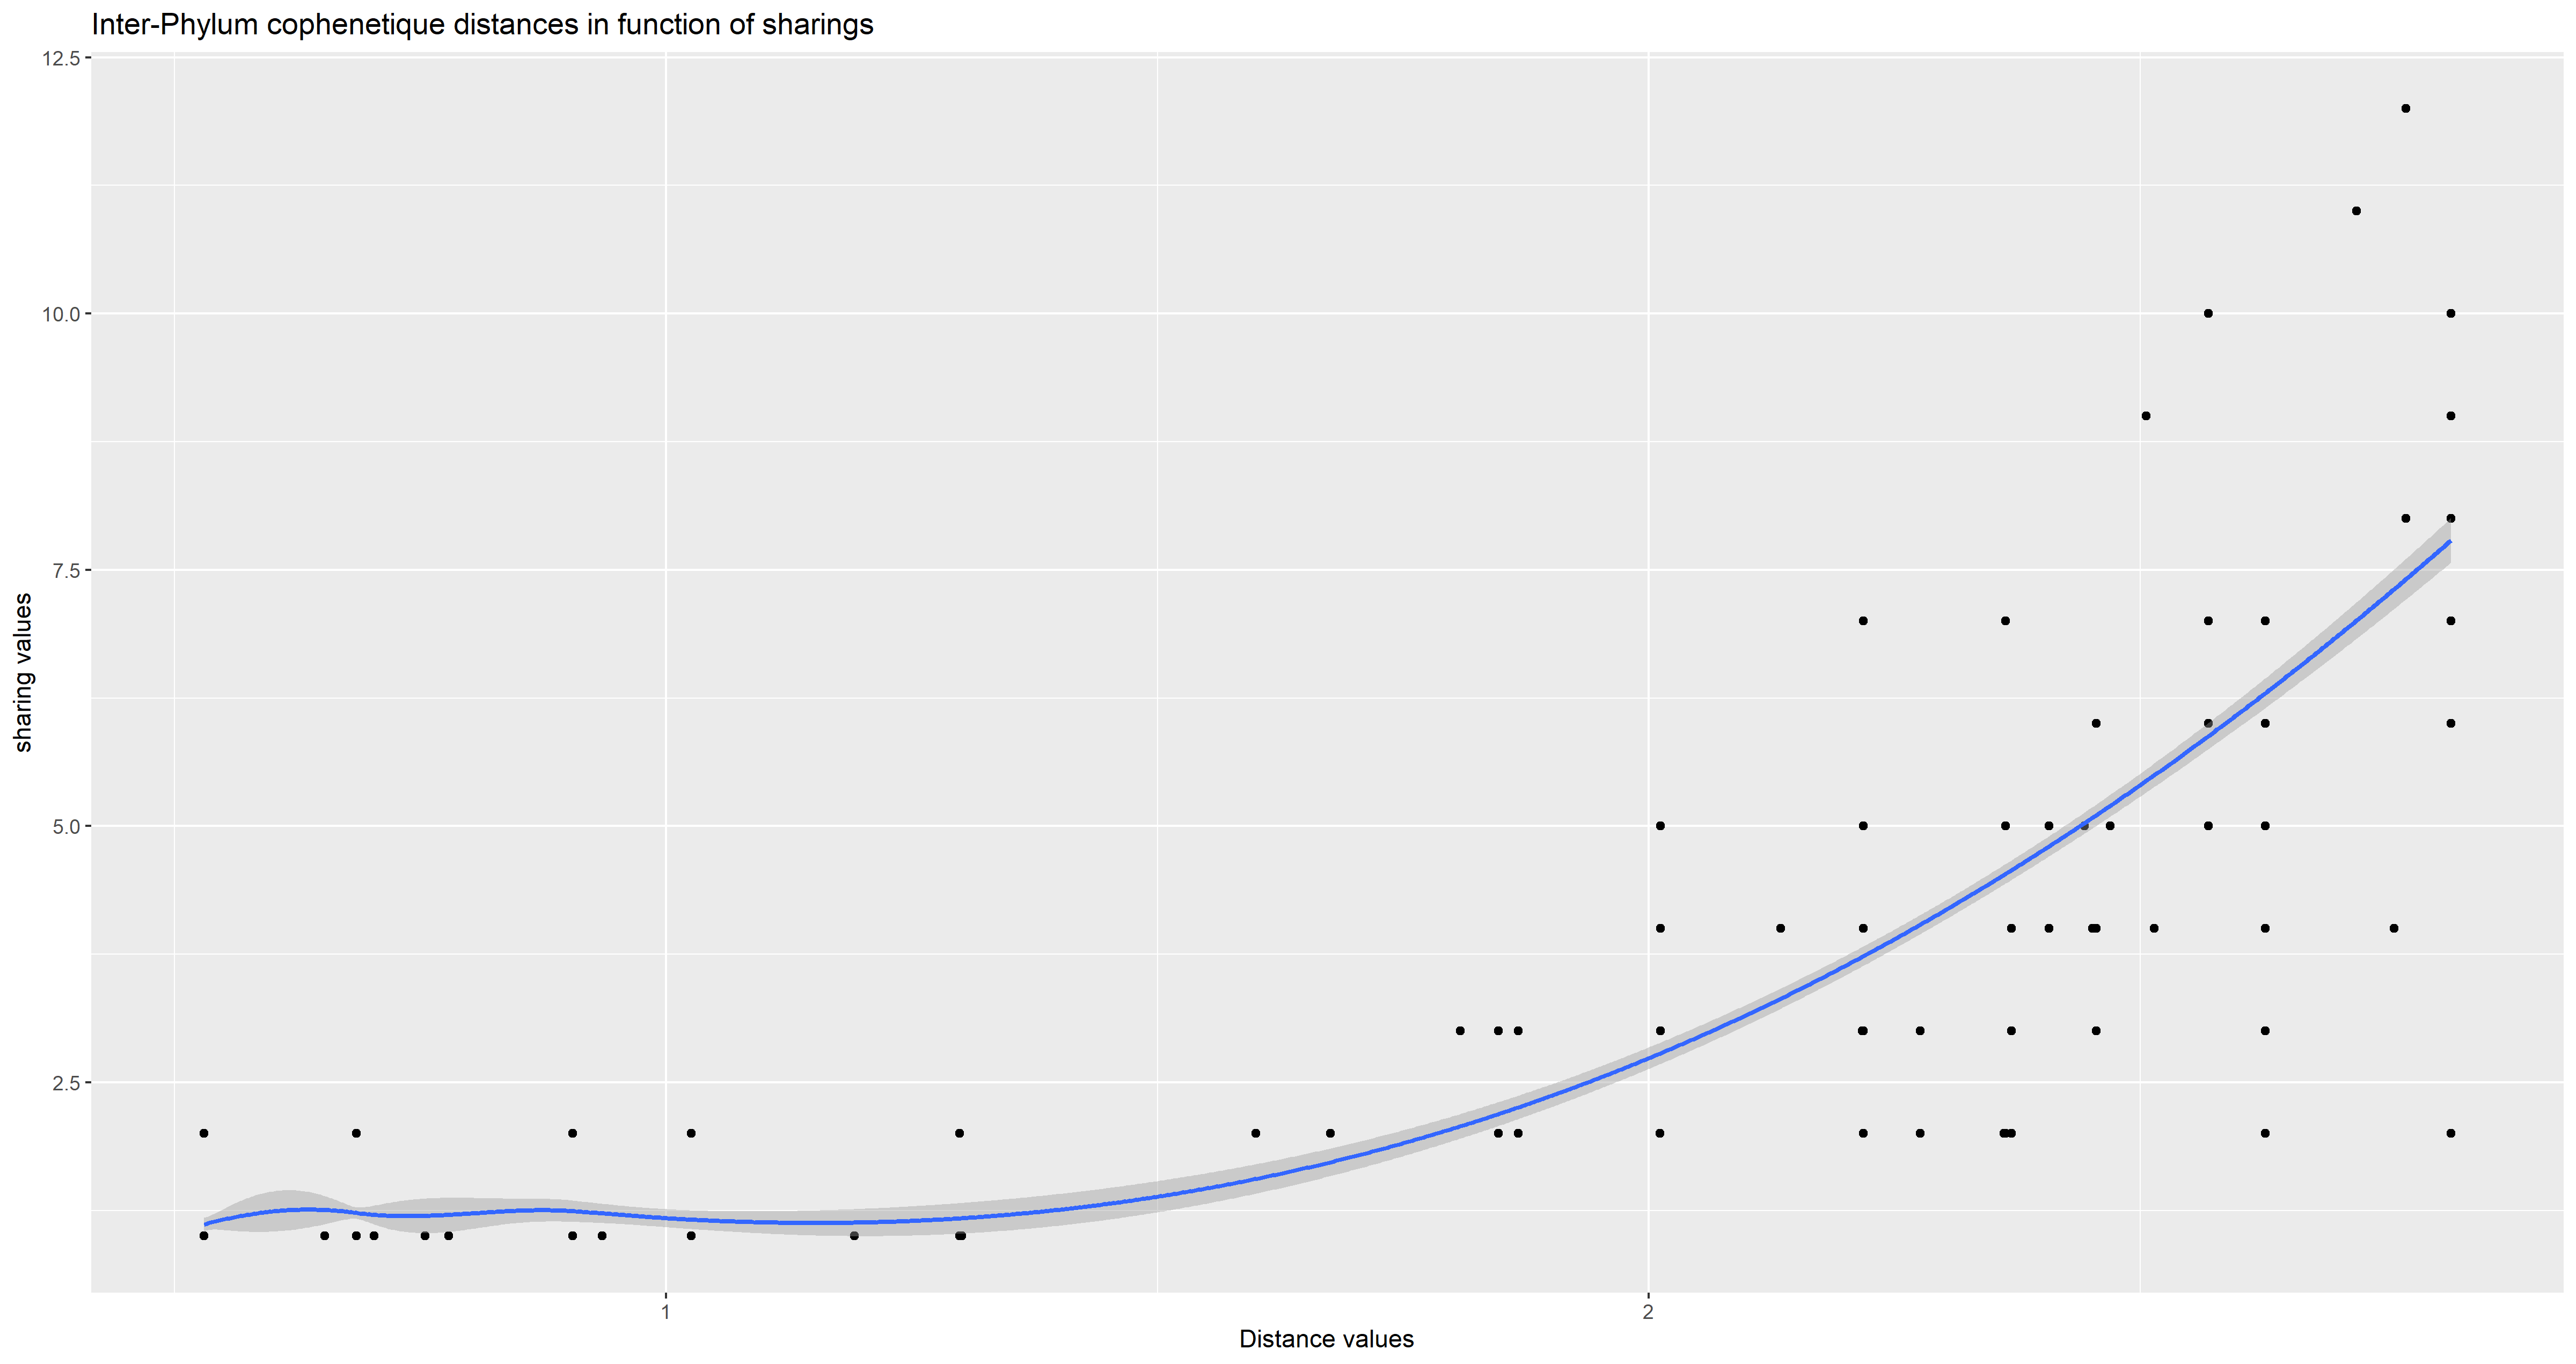 Inter-Phylum cophenetique distances in function of sharings
12.5
10.0
7.5
5.0
2.5
sharing values
1
2
Distance values